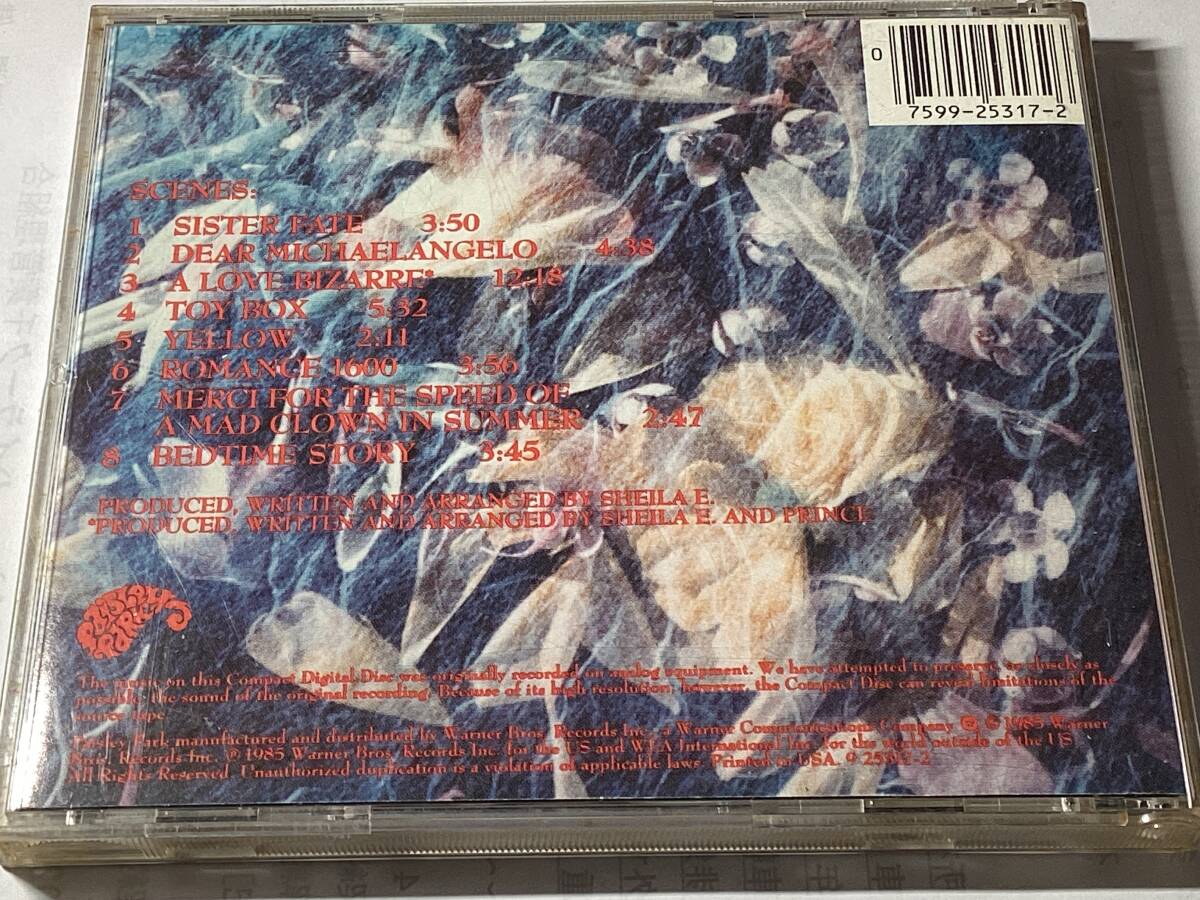 0
7599-25317-2
SCENES:
1 SISTER FATE 3:50
2 DEAR MICHAELANGELO 4:38
3 A LOVE BIZARRE* 12:18
4 TOY BOX 5:32
5 YELLOW 2:11
6 ROMANCE 1600 3:56
7 MERCI FOR THE SPEED OF
A MAD CLOWN IN SUMMER 2:47
8 BEDTIME STORY 3:45
PRODUCED, WRITTEN AND ARRANGED BY SHEILA E.
*PRODUCED, WRITTEN AND ARRANGED BY SHEILA E. AND PRINCE
PAISLEY
PARK
The music on this Compact Digital Disc was originally recorded on analog equipment. We have attempted to preserve, as closely as
possible, the sound of the original recording. Because of its high resolution, however, the Compact Disc can reveal limitations of the
source tape.
Paisley Park manufactured and distributed by Warner Bros. Records Inc., a Warner Communications Company ℗ © 1985 Warner
Bros. Records Inc. ℗ 1985 Warner Bros. Records Inc. for the US and WEA International Inc. for the world outside of the US
All Rights Reserved. Unauthorized duplication is a violation of applicable laws. Printed in USA. 9 25317-2